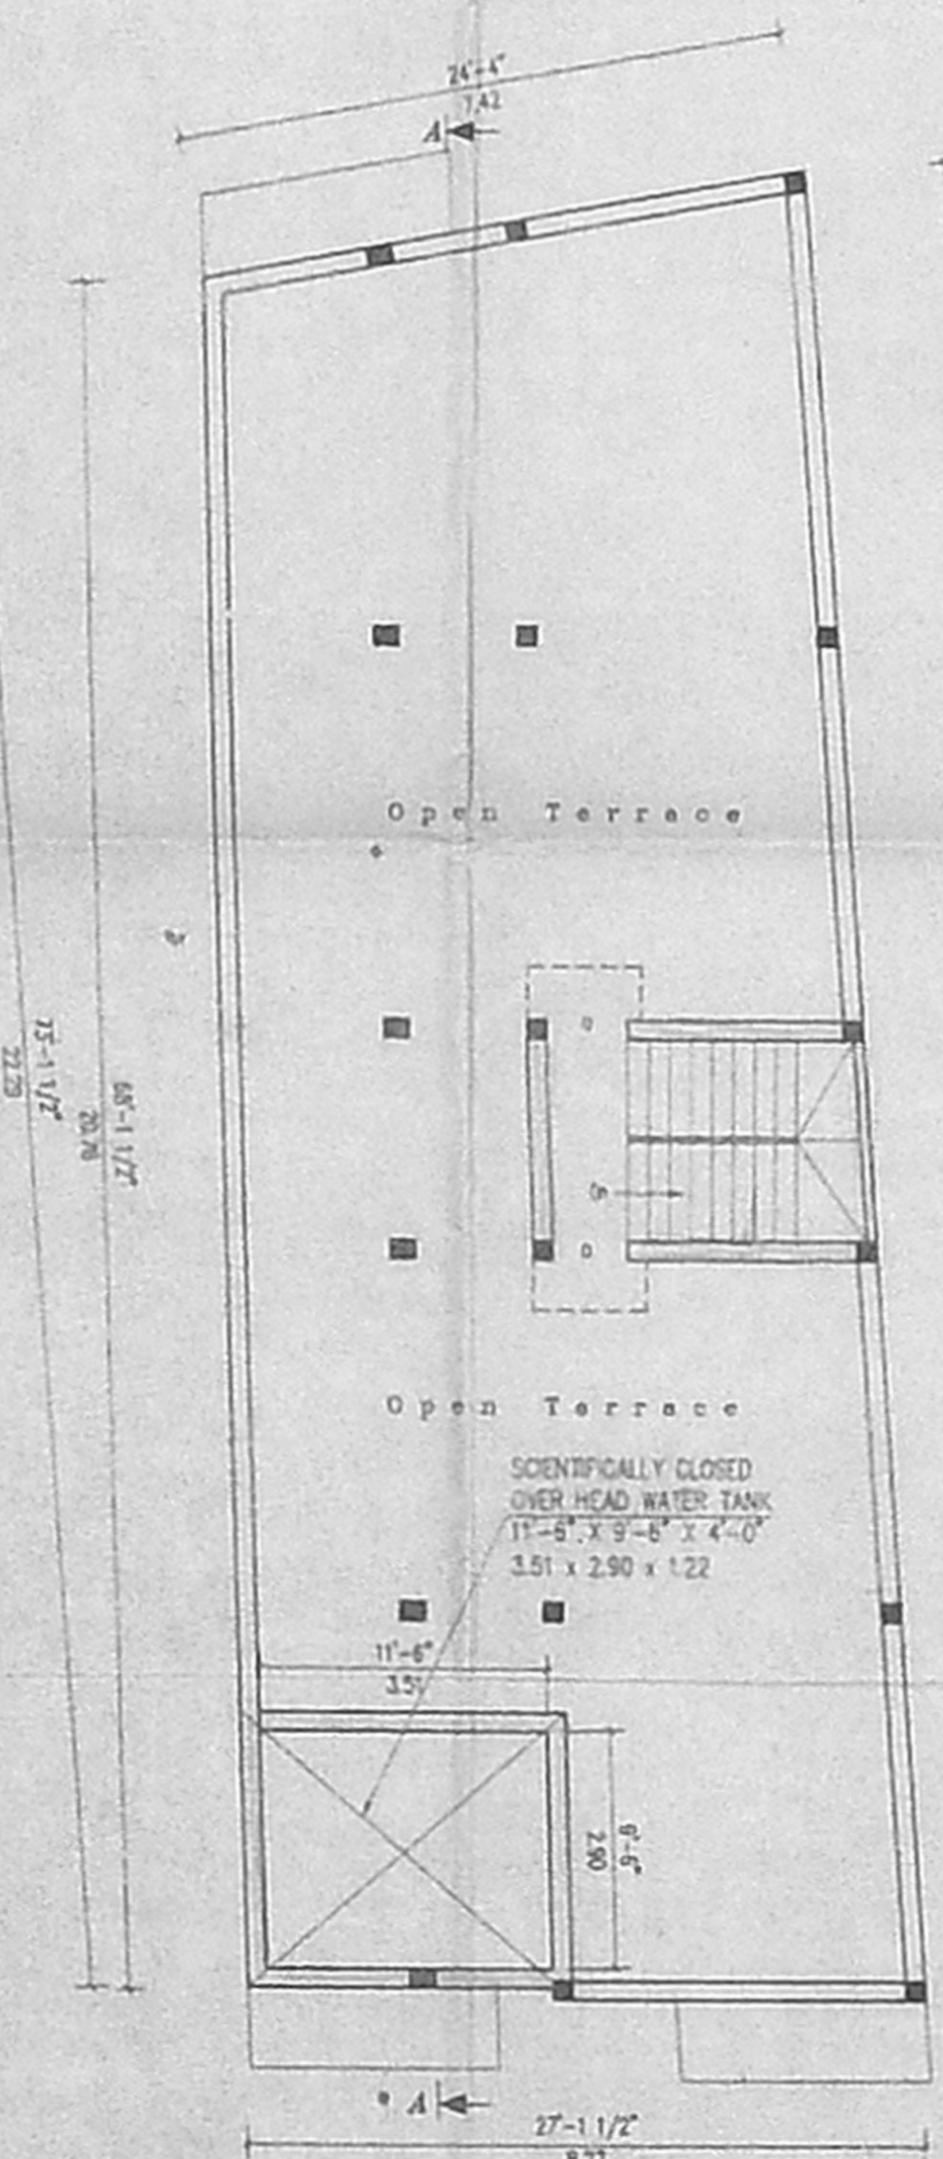 24'-4"
7.42
A
Open Terrace
75'-1 1/2"
22.29
68'-1 1/2"
20.76
Open Terrace
SCIENTIFICALLY CLOSED
OVER HEAD WATER TANK
11'-6" X 9'-6" X 4'-0"
3.51 x 2.90 x 1.22
11'-6"
3.51
9'-6"
2.90
A
27'-1 1/2"